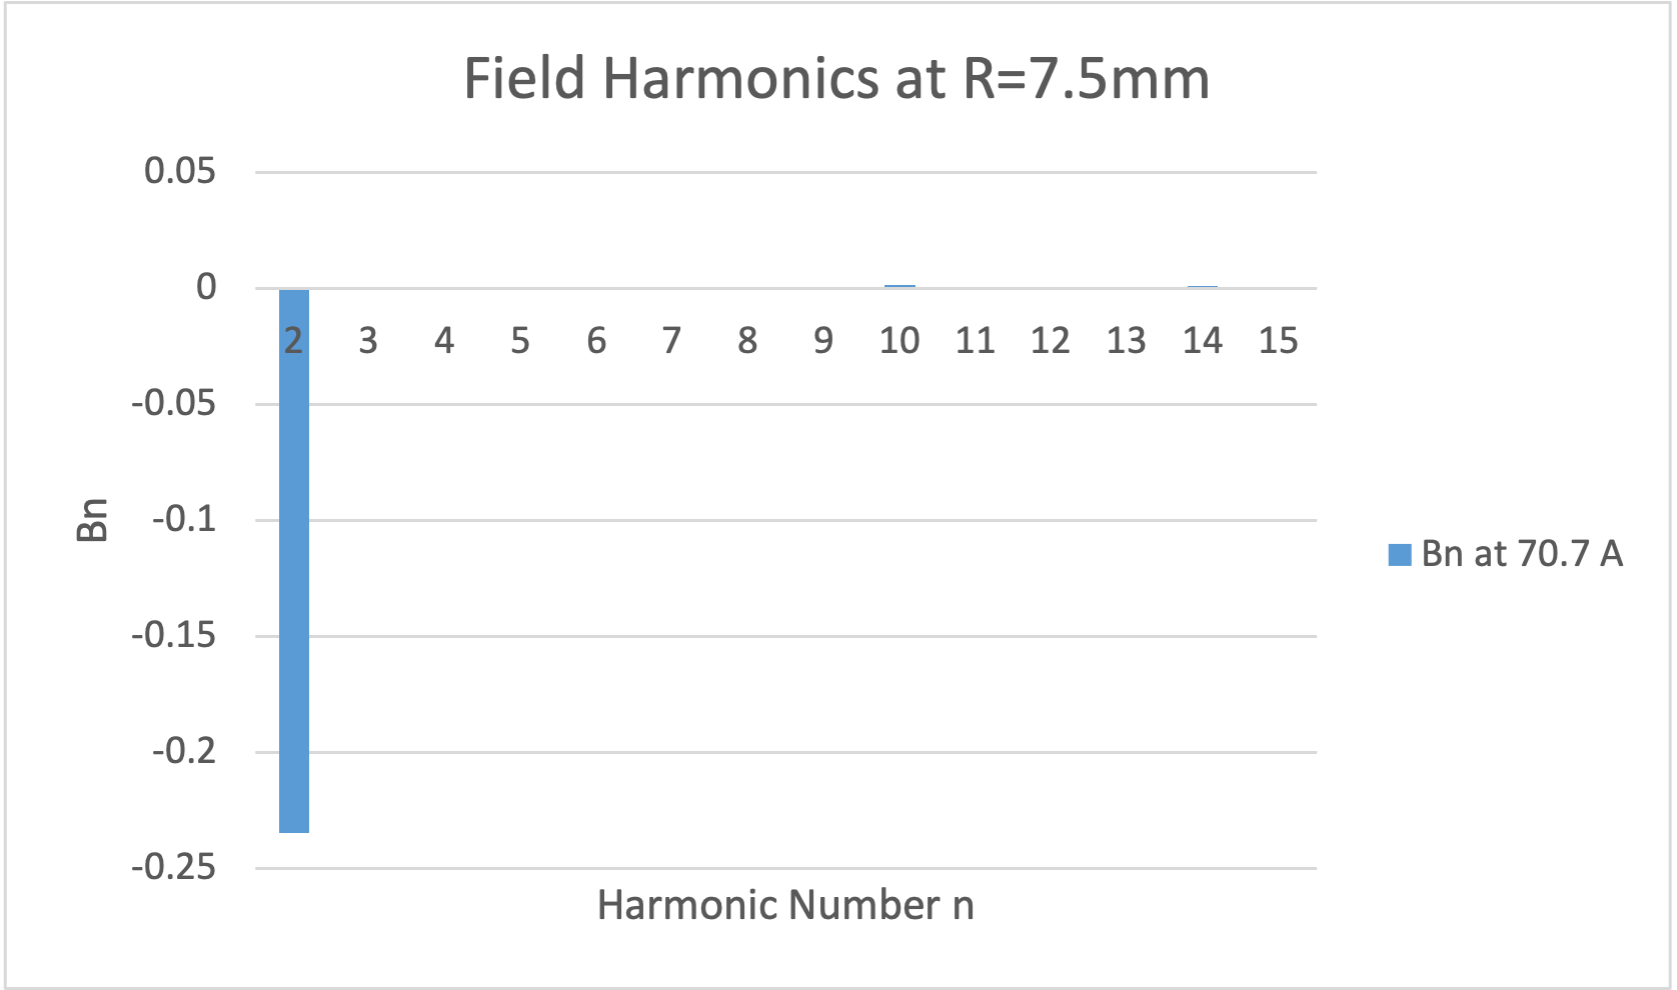 Field Harmonics at R=7.5mm
0.05
0
2 3 4 5 6 7 8 9 10 11 12 13 14 15
-0.05
-0.1
-0.15
-0.2
-0.25
Bn
Bn at 70.7 A
Harmonic Number n